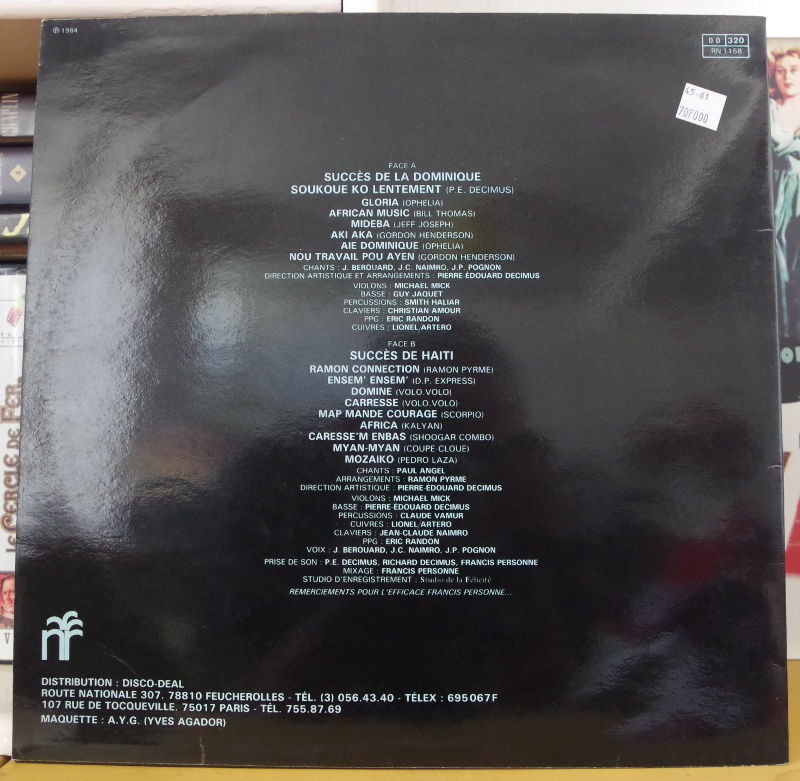 ℗ 1984
00 320
RN 1158
45-61
70F000
FACE A
SUCCÈS DE LA DOMINIQUE
SOUKOUE KO LENTEMENT (P.E. DECIMUS)
GLORIA (OPHELIA)
AFRICAN MUSIC (BILL THOMAS)
MIDEBA (JEFF JOSEPH)
AKI AKA (GORDON HENDERSON)
AIE DOMINIQUE (OPHELIA)
NOU TRAVAIL POU AYEN (GORDON HENDERSON)
CHANTS : J. BEROUARD, J.C. NAIMRO, J.P. POGNON
DIRECTION ARTISTIQUE ET ARRANGEMENTS : PIERRE-ÉDOUARD DECIMUS
VIOLONS : MICHAEL MICK
BASSE : GUY JAQUET
PERCUSSIONS : SMITH HALIAR
CLAVIERS : CHRISTIAN AMOUR
PPG : ERIC RANDON
CUIVRES : LIONEL/ARTERO
FACE B
SUCCÈS DE HAITI
RAMON CONNECTION (RAMON PYRME)
ENSEM' ENSEM' (D.P. EXPRESS)
DOMINE (VOLO.VOLO)
CARRESSE (VOLO.VOLO)
MAP MANDE COURAGE (SCORPIO)
AFRICA (KALYAN)
CARESSE'M ENBAS (SHOOGAR COMBO)
MYAN-MYAN (COUPE CLOUE)
MOZAIKO (PEDRO LAZA)
CHANTS : PAUL ANGEL
ARRANGEMENTS : RAMON PYRME
DIRECTION ARTISTIQUE : PIERRE-ÉDOUARD DECIMUS
VIOLONS : MICHAEL MICK
BASSE : PIERRE-ÉDOUARD DECIMUS
PERCUSSIONS : CLAUDE VAMUR
CUIVRES : LIONEL/ARTERO
CLAVIERS : JEAN-CLAUDE NAIMRO
PPG : ERIC RANDON
VOIX : J. BEROUARD, J.C. NAIMRO, J.P. POGNON
PRISE DE SON : P.E. DECIMUS, RICHARD DECIMUS, FRANCIS PERSONNE
MIXAGE : FRANCIS PERSONNE
STUDIO D'ENREGISTREMENT : Studio de la Félicité
REMERCIEMENTS POUR L'EFFICACE FRANCIS PERSONNE...
nr
DISTRIBUTION : DISCO-DEAL
ROUTE NATIONALE 307. 78810 FEUCHEROLLES - TÉL. (3) 056.43.40 - TÉLEX : 695067F
107 RUE DE TOCQUEVILLE. 75017 PARIS - TÉL. 755.87.69
MAQUETTE : A.Y.G. (YVES AGADOR)
LE CERCLE DE FER